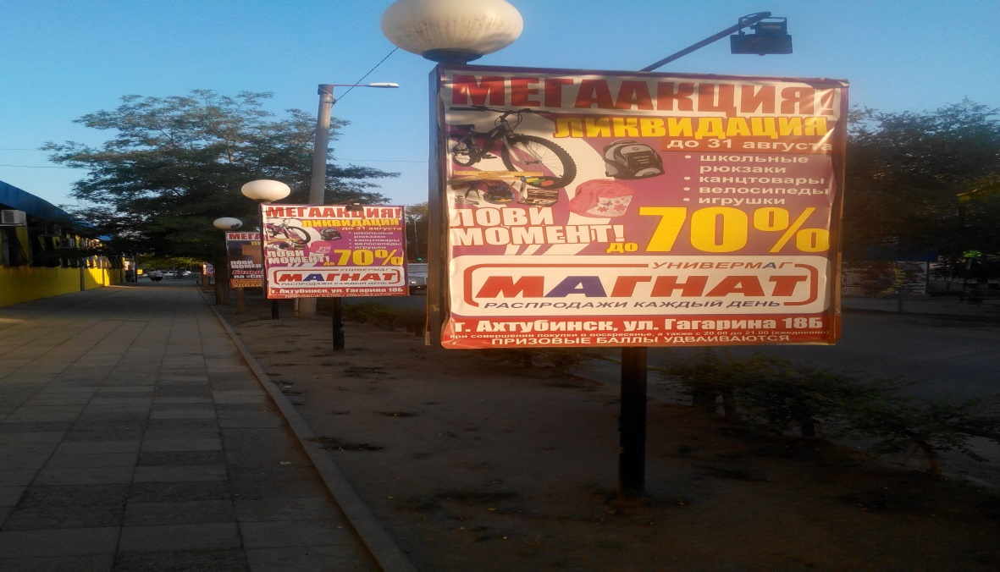 МЕГААКЦИЯ!
ЛИКВИДАЦИЯ
до 31 августа
• школьные
рюкзаки
• канцтовары
• велосипеды
• игрушки
ЛОВИ
МОМЕНТ!
до 70%
УНИВЕРМАГ
МАГНАТ
РАСПРОДАЖИ КАЖДЫЙ ДЕНЬ
г. Ахтубинск, ул. Гагарина 18Б
при совершении покупки в воскресенье, а также с 20.00 до 21.00 (ежедневно)
ПРИЗОВЫЕ БАЛЛЫ УДВАИВАЮТСЯ
МЕГААКЦИЯ!
ЛИКВИДАЦИЯ
до 31 августа
• школьные
рюкзаки
• канцтовары
• велосипеды
• игрушки
ЛОВИ
МОМЕНТ!
до 70%
УНИВЕРМАГ
МАГНАТ
РАСПРОДАЖИ КАЖДЫЙ ДЕНЬ
г. Ахтубинск, ул. Гагарина 18Б
МЕГА